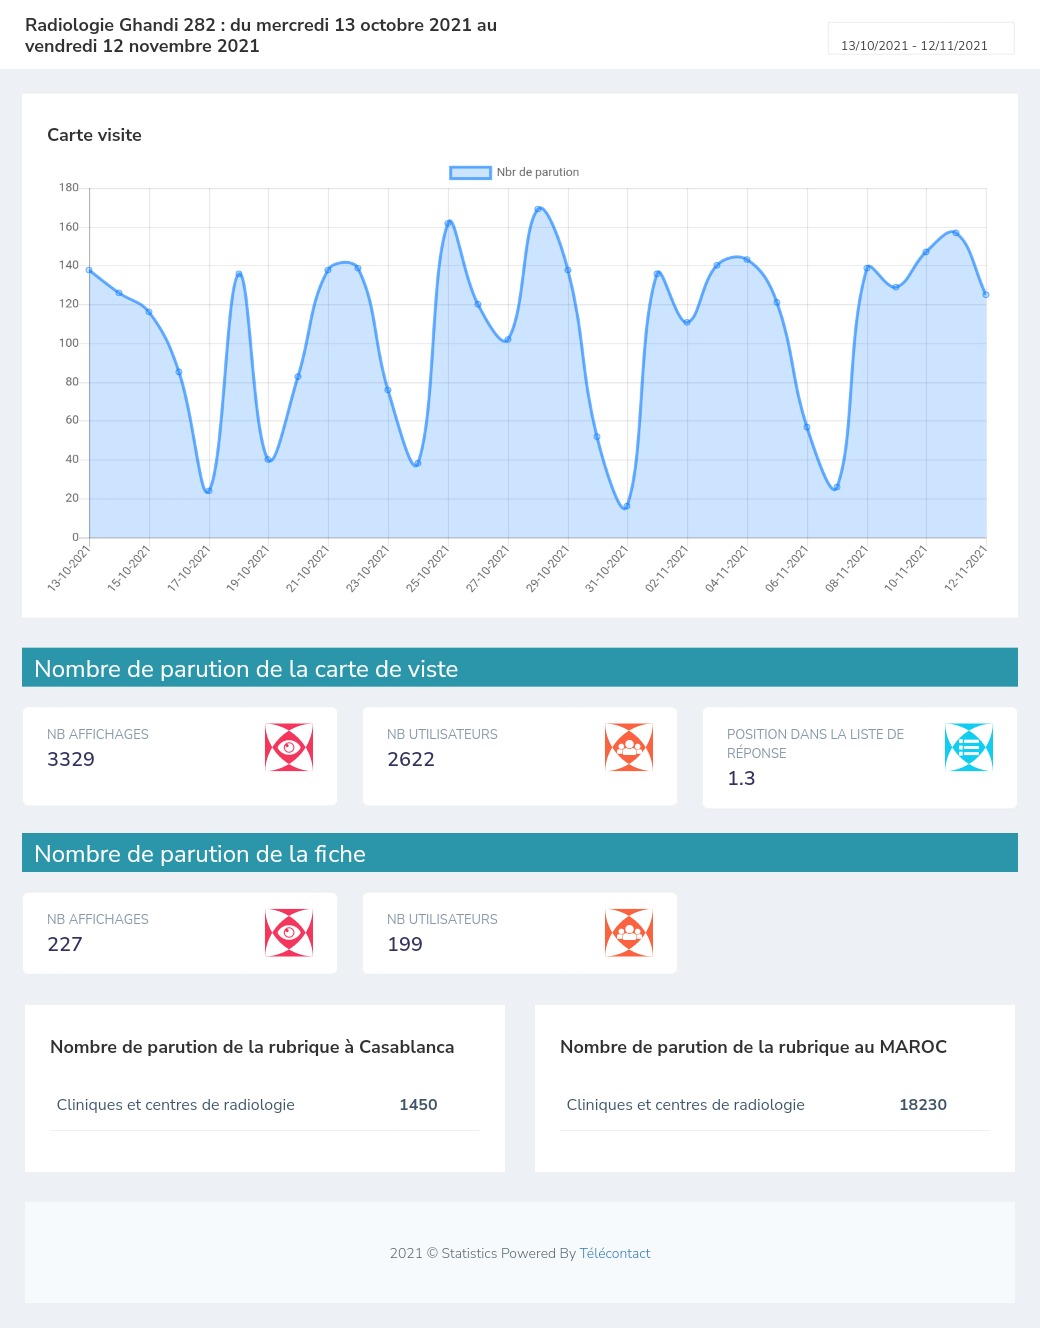 Radiologie Ghandi 282 : du mercredi 13 octobre 2021 au
vendredi 12 novembre 2021
13/10/2021 - 12/11/2021
Carte visite
Nbr de parution
180
160
140
120
100
80
60
40
20
0
13-10-2021
15-10-2021
17-10-2021
19-10-2021
21-10-2021
23-10-2021
25-10-2021
27-10-2021
29-10-2021
31-10-2021
02-11-2021
04-11-2021
06-11-2021
08-11-2021
10-11-2021
12-11-2021
Nombre de parution de la carte de viste
NB AFFICHAGES
3329
NB UTILISATEURS
2622
POSITION DANS LA LISTE DE
RÉPONSE
1.3
Nombre de parution de la fiche
NB AFFICHAGES
227
NB UTILISATEURS
199
Nombre de parution de la rubrique à Casablanca
Cliniques et centres de radiologie 1450
Nombre de parution de la rubrique au MAROC
Cliniques et centres de radiologie 18230
2021 © Statistics Powered By Télécontact